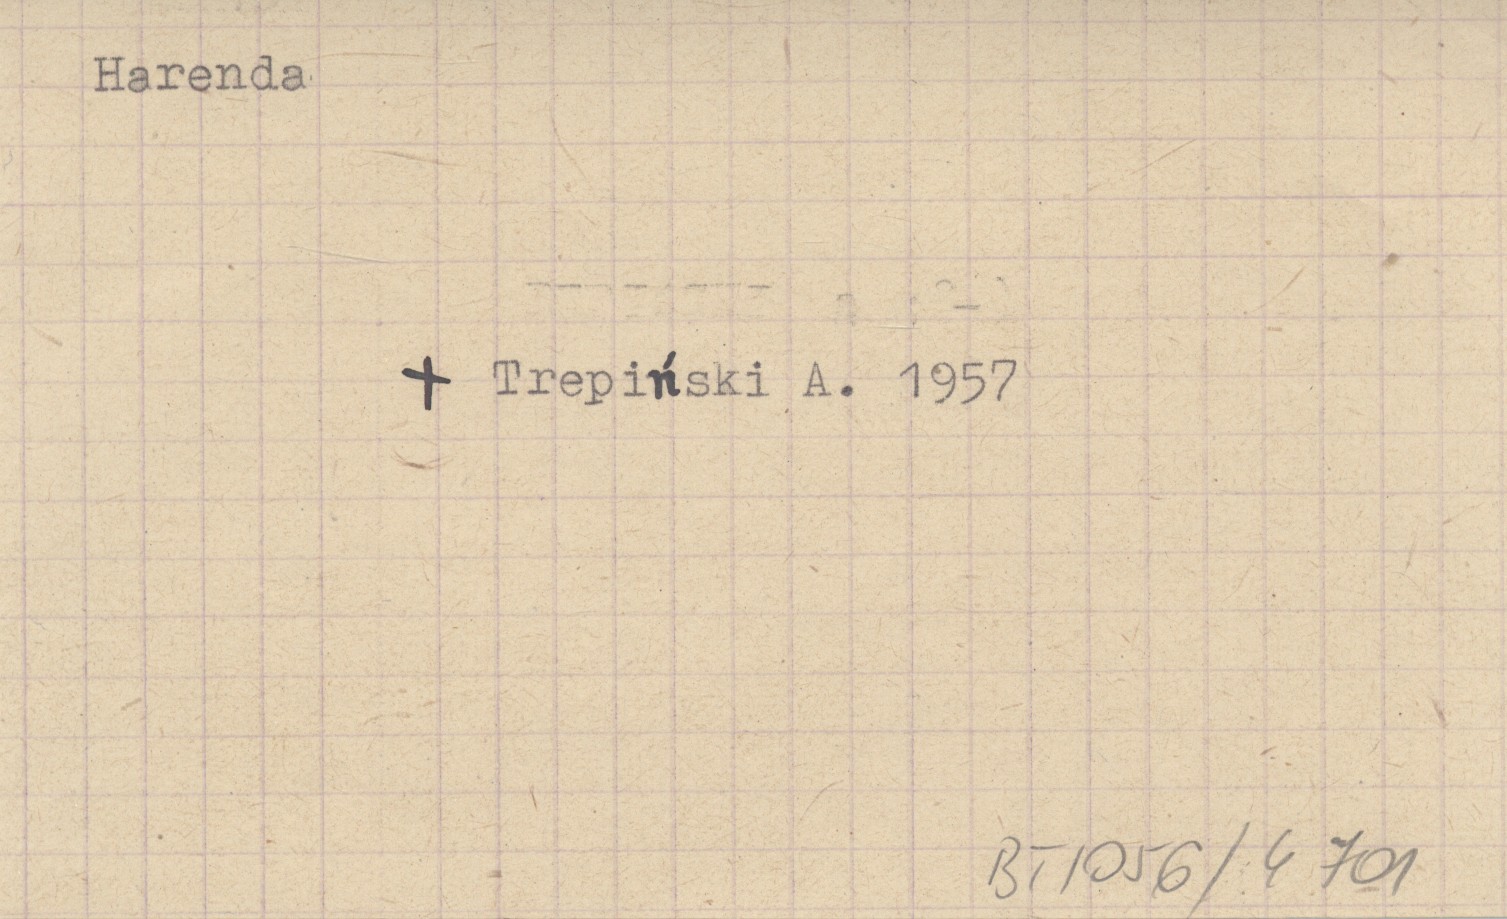 Harenda
+ Trepiński A. 1957
BT1056/4 701